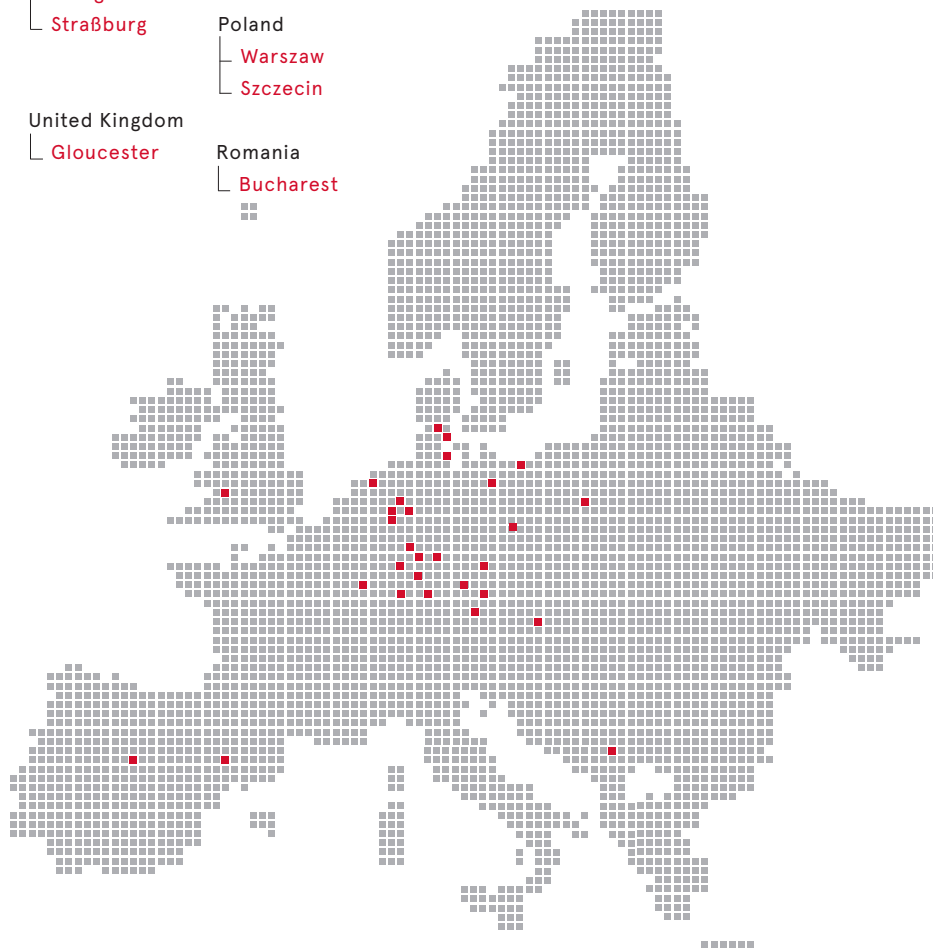 Straßburg
United Kingdom
Gloucester
Poland
Warszaw
Szczecin
Romania
Bucharest